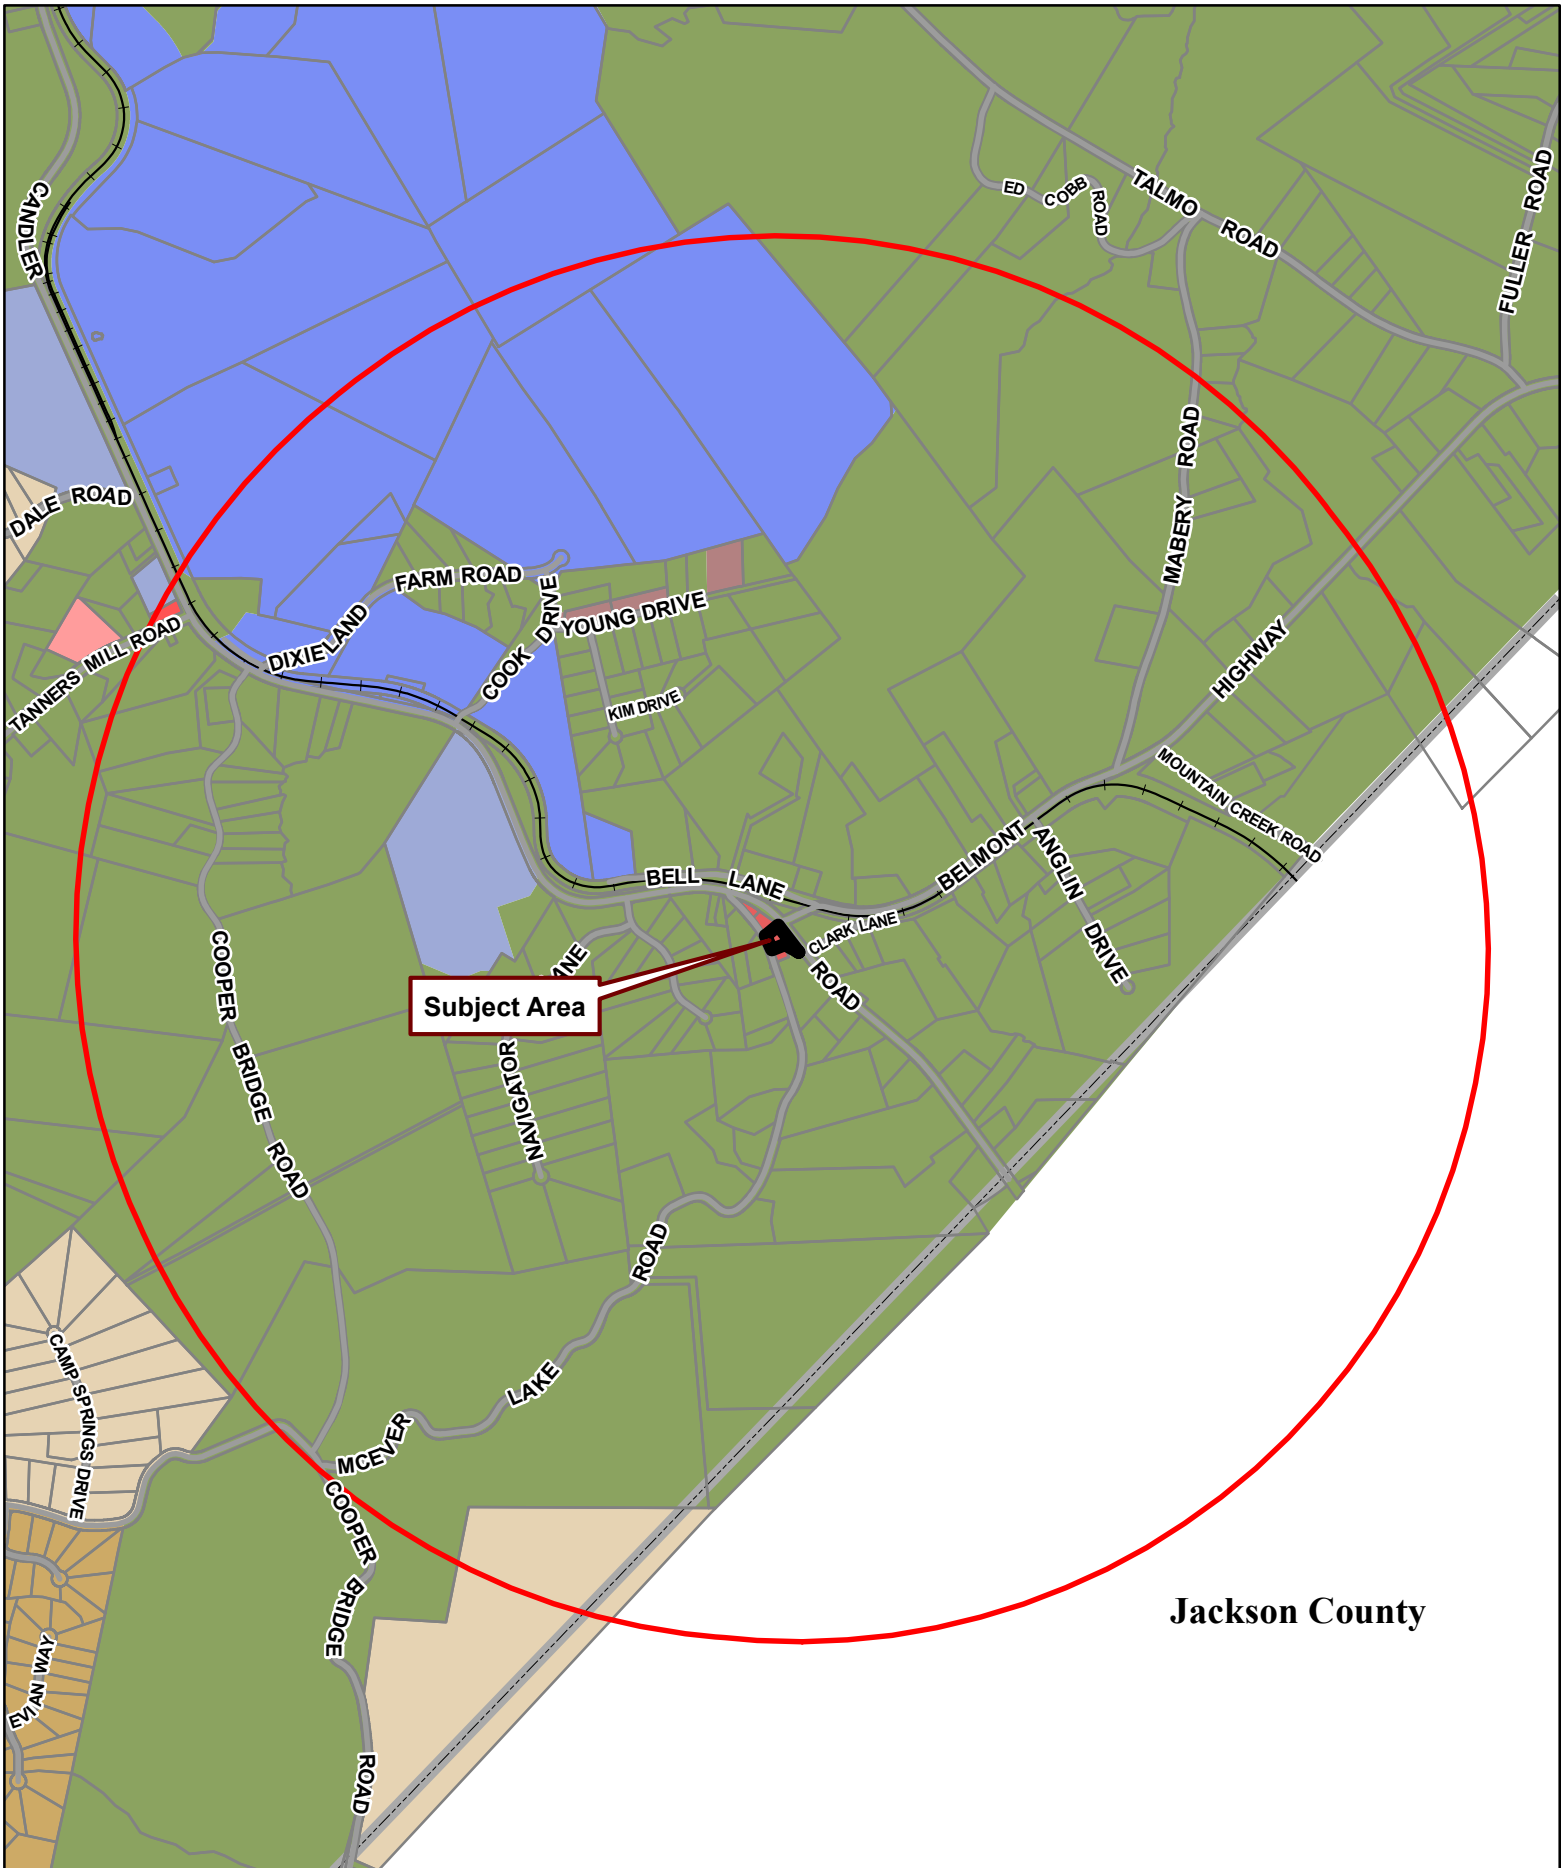 CANDLER
ED
COBB
ROAD
TALMO
ROAD
FULLER ROAD
DALE ROAD
MABERY ROAD
FARM ROAD
DIXIELAND
COOK DRIVE
YOUNG DRIVE
KIM DRIVE
TANNERS MILL ROAD
HIGHWAY
MOUNTAIN CREEK ROAD
BELL LANE
BELMONT
ANGLIN DRIVE
CLARK LANE
ROAD
ANE
Subject Area
COOPER BRIDGE ROAD
NAVIGATOR
ROAD
LAKE
MCEVER
CAMP SPRINGS DRIVE
COOPER
BRIDGE
ROAD
EVIAN WAY
Jackson County